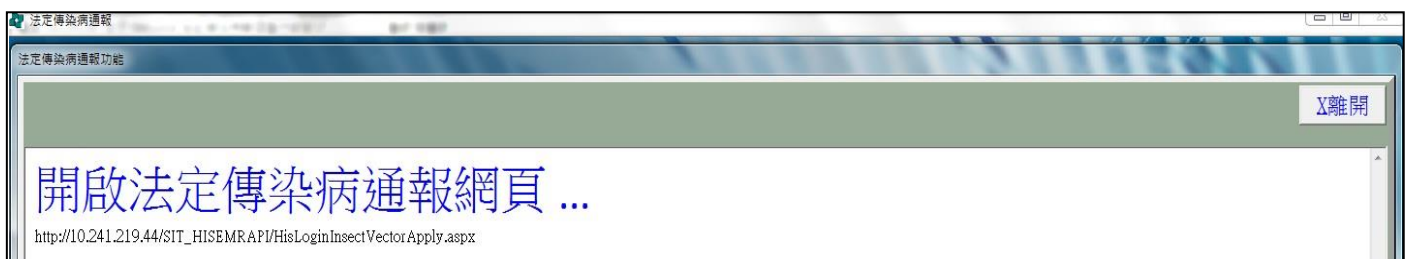 法定傳染病通報
法定傳染病通報功能
X離開
開啟法定傳染病通報網頁 ...
http://10.241.219.44/SIT_HISEMRAPI/HisLoginInsectVectorApply.aspx